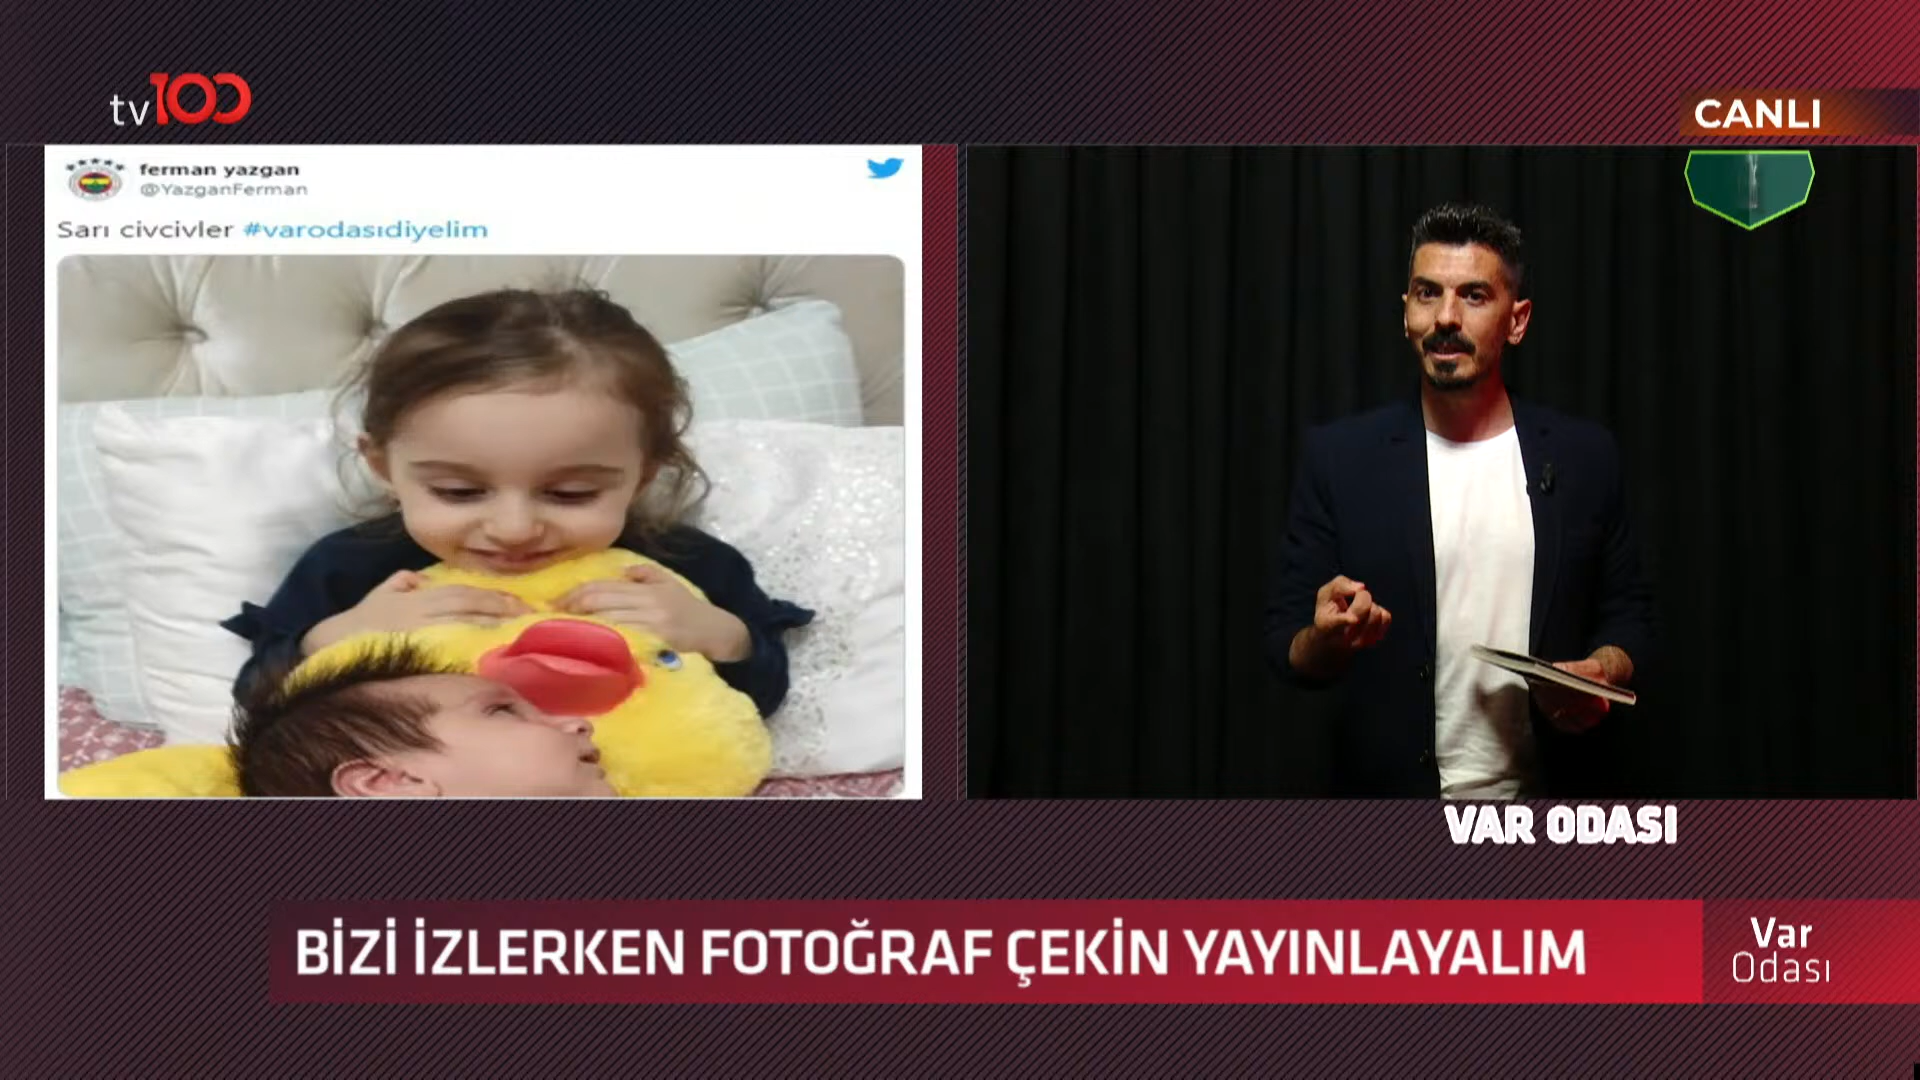 tv100
CANLI
ferman yazgan
@YazganFerman
Sarı civcivler #varodasıdiyelim
VAR ODASI
BİZİ İZLERKEN FOTOĞRAF ÇEKİN YAYINLAYALIM
Var
Odası